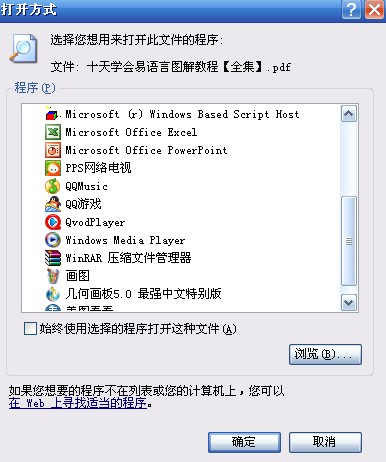 打开方式
选择您想用来打开此文件的程序:
文件: 十天学会易语言图解教程【全集】.pdf
程序(P)
Microsoft (r) Windows Based Script Host
Microsoft Office Excel
Microsoft Office PowerPoint
PPS网络电视
QQMusic
QQ游戏
QvodPlayer
Windows Media Player
WinRAR 压缩文件管理器
画图
几何画板5.0 最强中文特别版
美图看看
始终使用选择的程序打开这种文件(A)
浏览(B)...
如果您想要的程序不在列表或您的计算机上，您可以
在 Web 上寻找适当的程序。
确定
取消